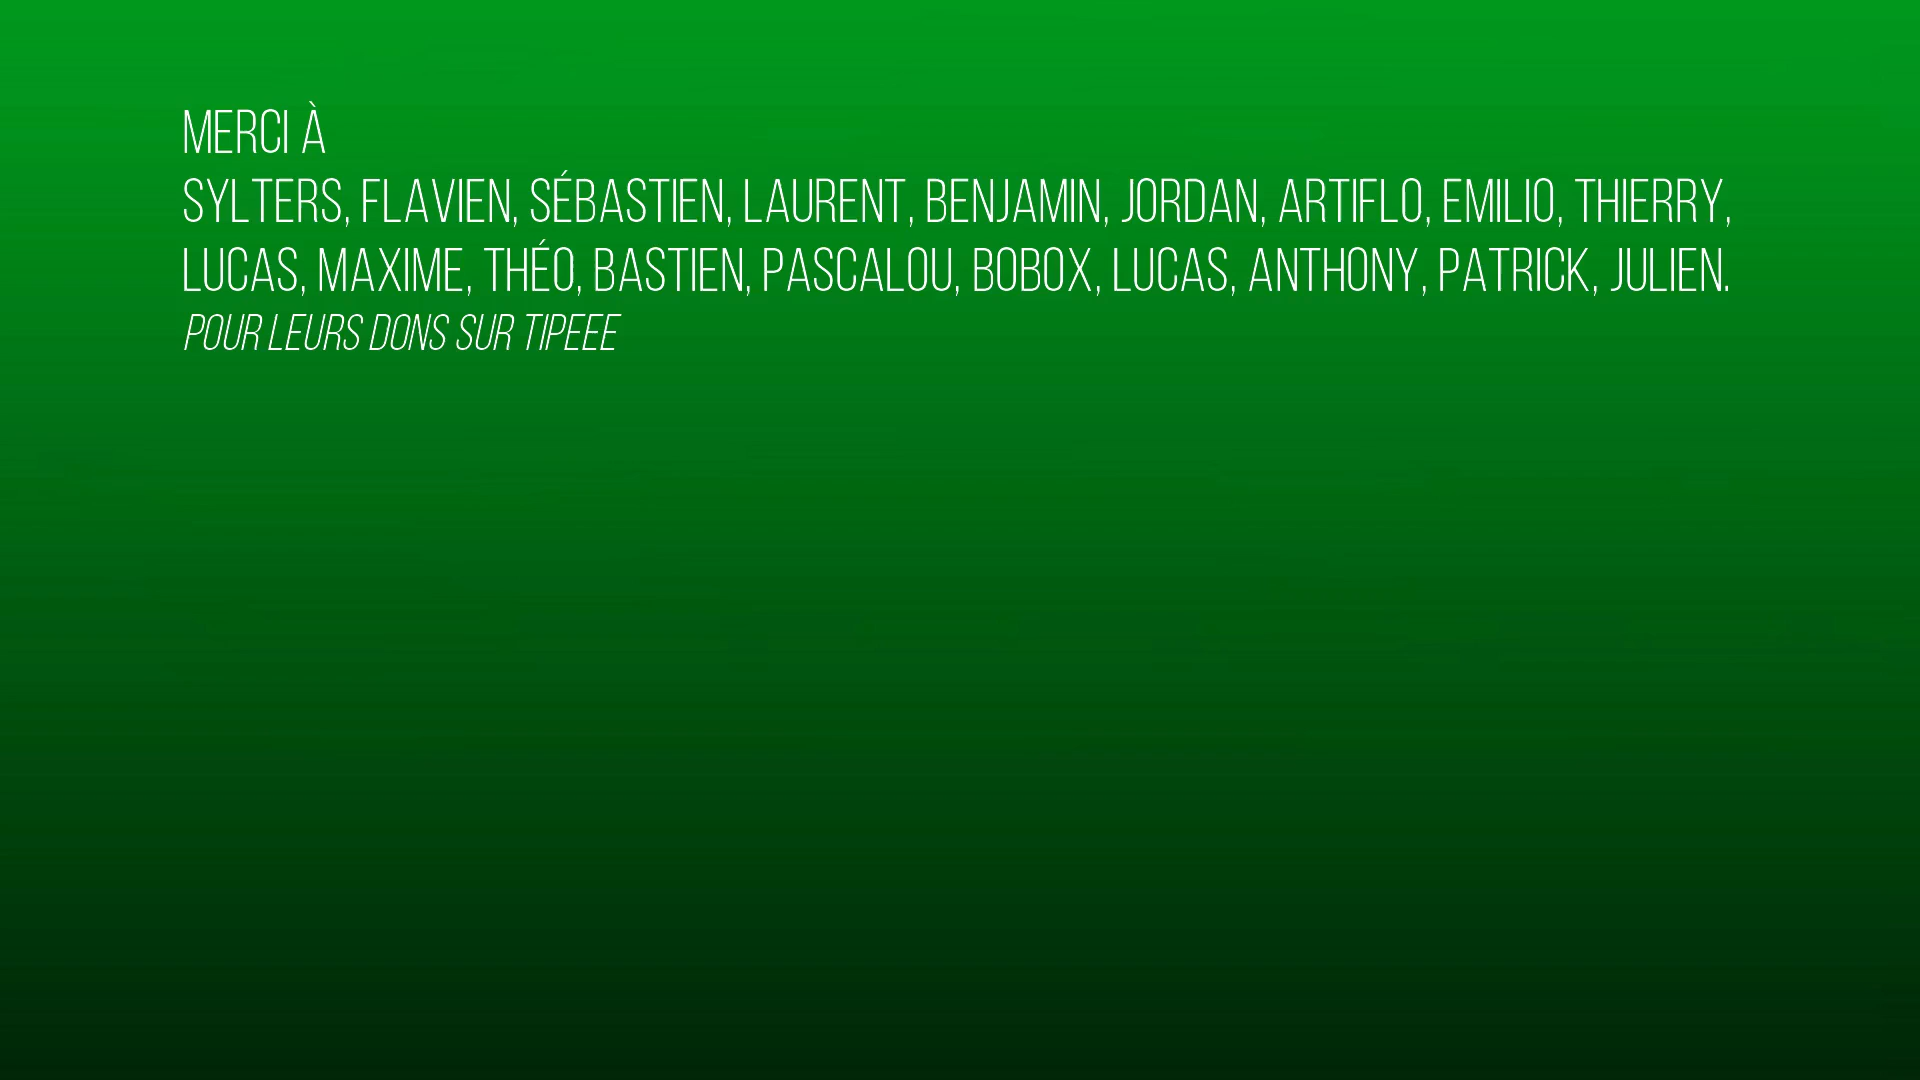 MERCI À
SYLTERS, FLAVIEN, SÉBASTIEN, LAURENT, BENJAMIN, JORDAN, ARTIFLO, EMILIO, THIERRY,
LUCAS, MAXIME, THÉO, BASTIEN, PASCALOU, BOBOX, LUCAS, ANTHONY, PATRICK, JULIEN.
POUR LEURS DONS SUR TIPEEE